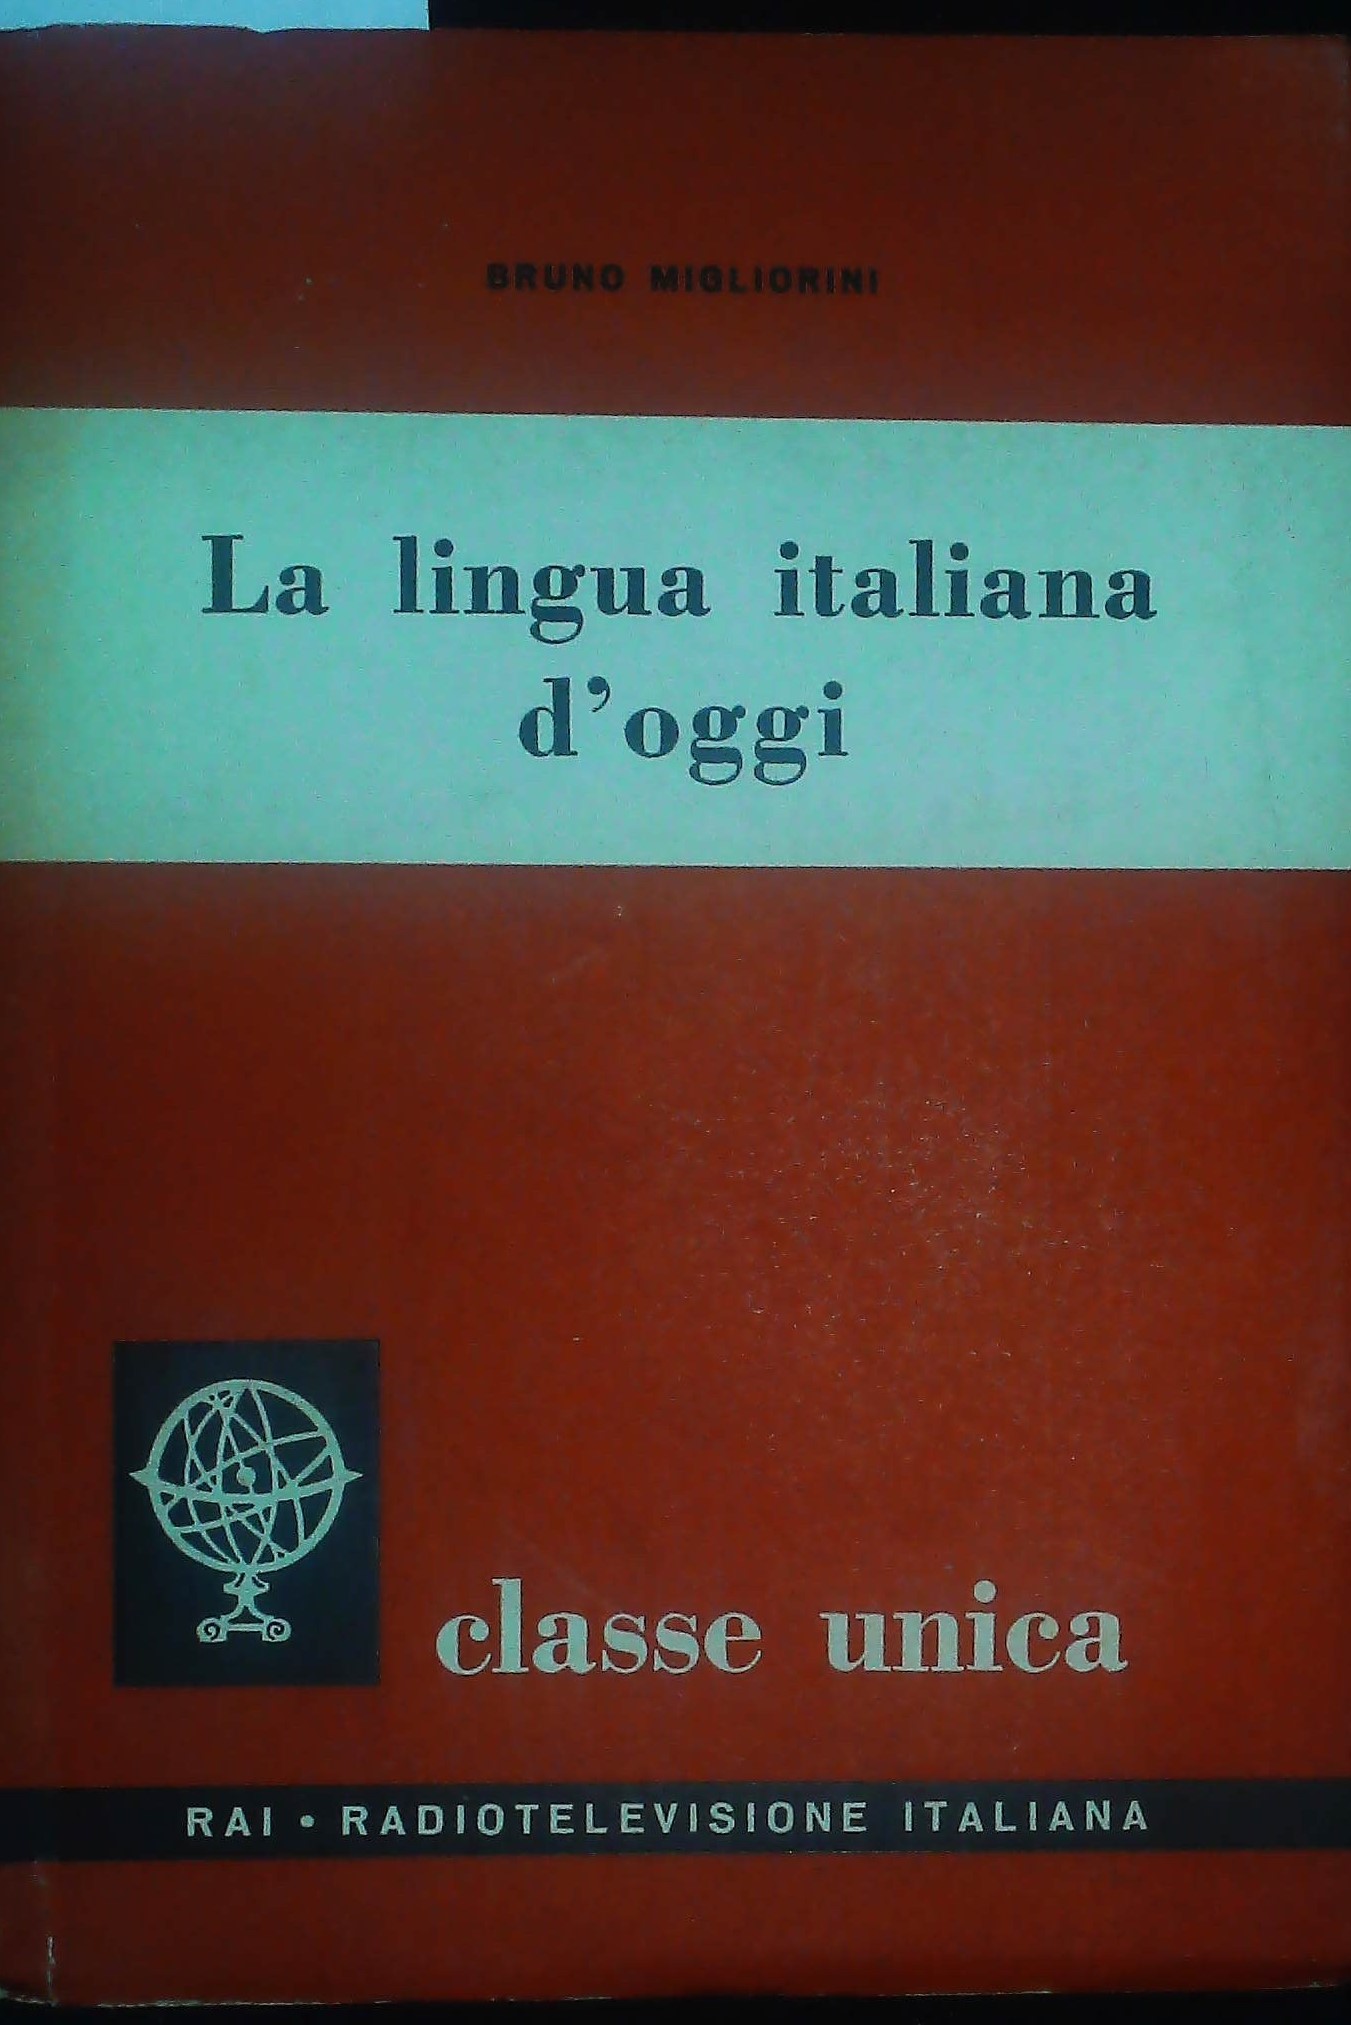 BRUNO MIGLIORINI
La lingua italiana
d'oggi
classe unica
RAI • RADIOTELEVISIONE ITALIANA